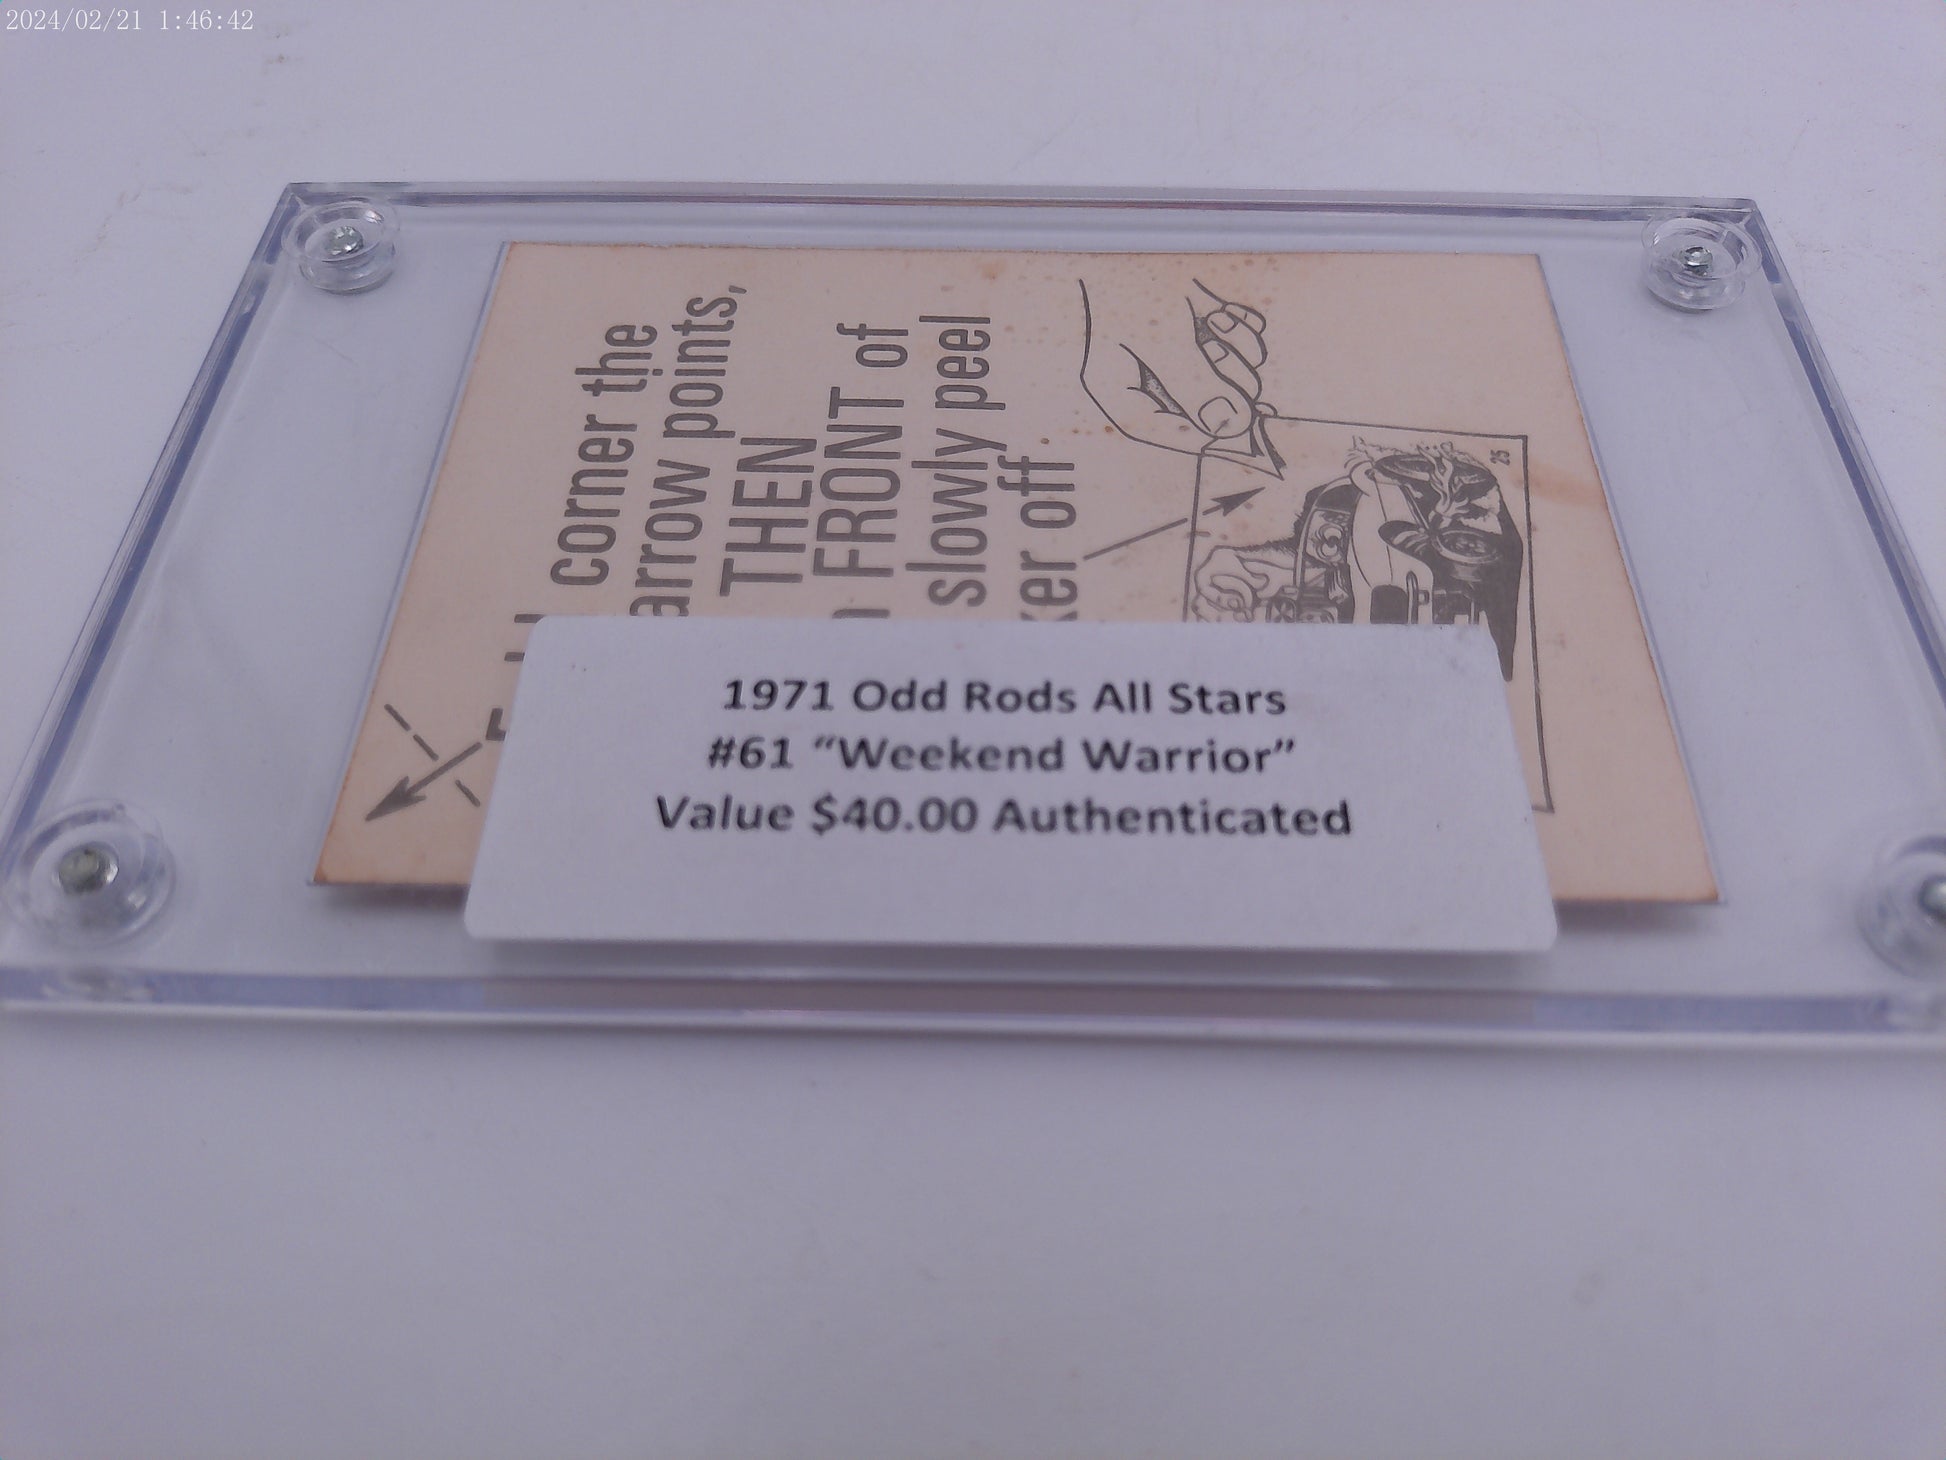 2024/02/21 1:46:42
corner the
arrow points,
THEN
FRONT of
slowly peel
ker off
25
1971 Odd Rods All Stars
#61 “Weekend Warrior”
Value $40.00 Authenticated